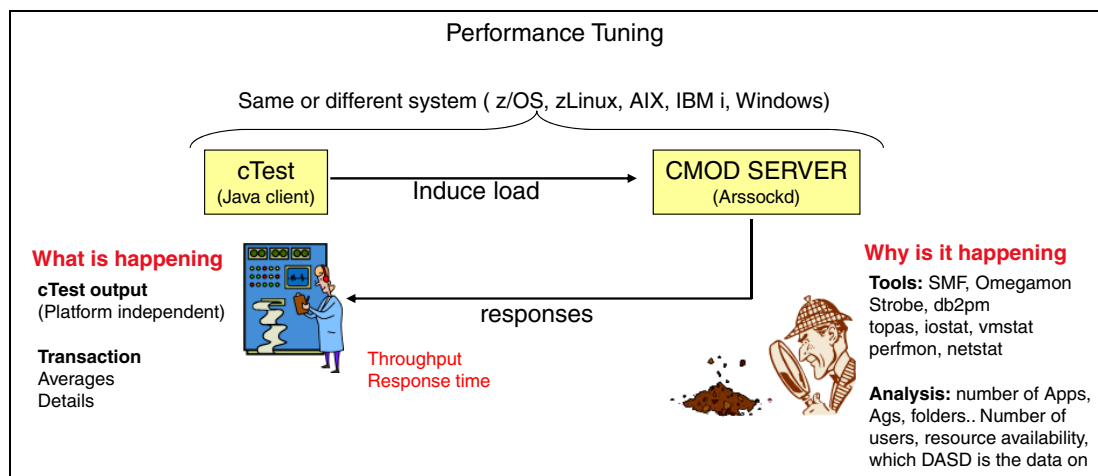 Performance Tuning
Same or different system ( z/OS, zLinux, AIX, IBM i, Windows)
cTest
(Java client)
Induce load
CMOD SERVER
(Arssockd)
What is happening
cTest output
(Platform independent)
Transaction
Averages
Details
responses
Throughput
Response time
Why is it happening
Tools: SMF, Omegamon
Strobe, db2pm
topas, iostat, vmstat
perfmon, netstat
Analysis: number of Apps,
Ags, folders.. Number of
users, resource availability,
which DASD is the data on